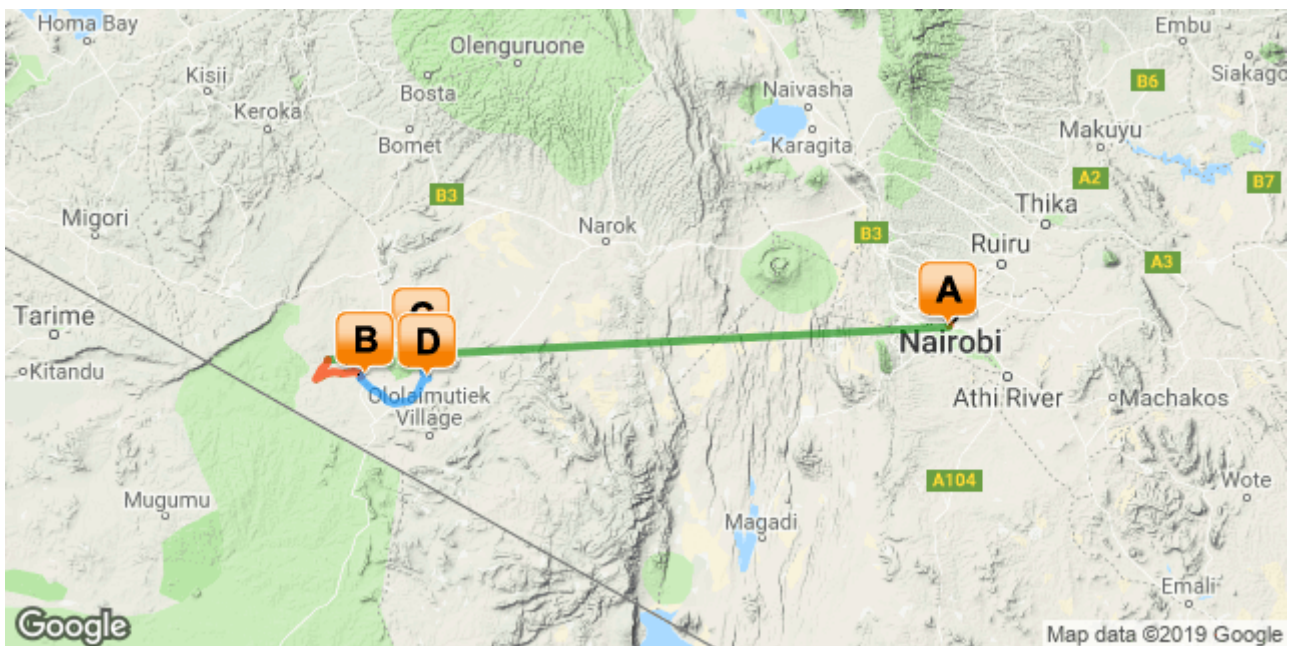 Homa Bay
Olenguruone
Embu
Kisii
Bosta
Naivasha
B6
Siakago
Keroka
Bomet
Karagita
Makuyu
B3
A2
B7
Migori
Narok
Thika
B3
Ruiru
A3
A
Tarime
C
B
D
Nairobi
Kitandu
Ololaimutiek
Village
Athi River
Machakos
A104
Wote
Mugumu
Magadi
Emali
Google
Map data ©2019 Google